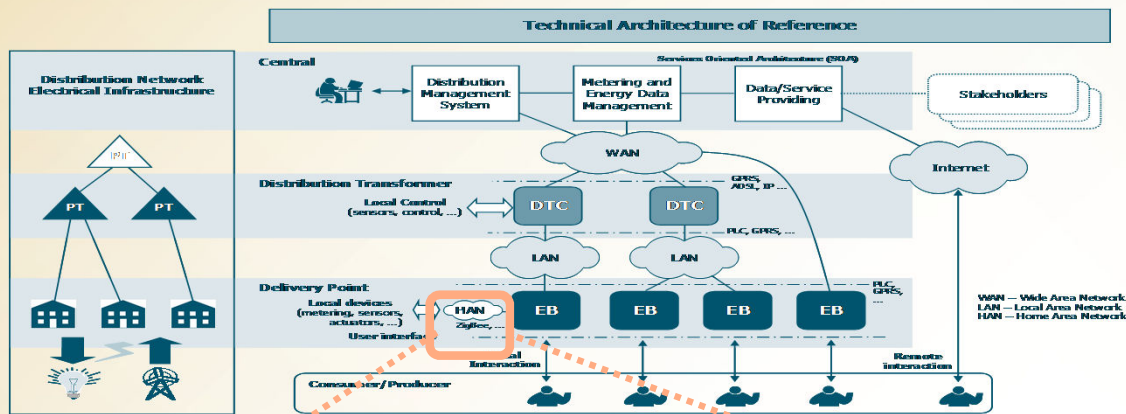 Technical Architecture of Reference
Distribution Network
Electrical Infrastructure
PT
PT
Central
Services Oriented Architecture (SOA)
Distribution
Management
System
Metering and
Energy Data
Management
Data/Service
Providing
Stakeholders
WAN
Internet
Distribution Transformer
GPRS,
ADSL, IP ...
Local Control
(sensors, control, ...)
DTC
DTC
PLC, GPRS, ...
LAN
LAN
Delivery Point
PLC,
GPRS,
...
Local devices
(metering, sensors,
actuators, ...)
HAN
ZigBee, ...
EB
EB
EB
EB
User interface
WAN – Wide Area Network
LAN – Local Area Network
HAN – Home Area Network
Interaction
Remote
interaction
Consumer/Producer